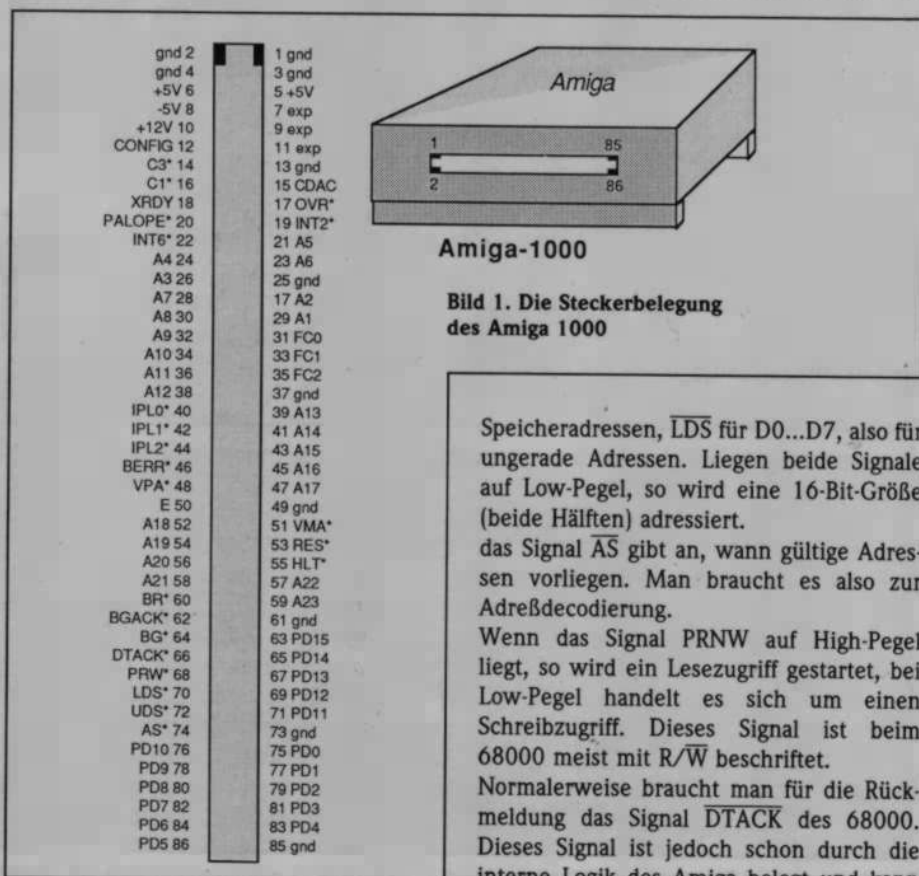 gnd 2 1 gnd
gnd 4 3 gnd
+5V 6 5 +5V
-5V 8 7 exp
+12V 10 9 exp
CONFIG 12 11 exp
C3* 14 13 gnd
C1* 16 15 CDAC
XRDY 18 17 OVR*
PALOPE* 20 19 INT2*
INT6* 22 21 A5
A4 24 23 A6
A3 26 25 gnd
A7 28 17 A2
A8 30 29 A1
A9 32 31 FC0
A10 34 33 FC1
A11 36 35 FC2
A12 38 37 gnd
IPL0* 40 39 A13
IPL1* 42 41 A14
IPL2* 44 43 A15
BERR* 46 45 A16
VPA* 48 47 A17
E 50 49 gnd
A18 52 51 VMA*
A19 54 53 RES*
A20 56 55 HLT*
A21 58 57 A22
BR* 60 59 A23
BGACK* 62 61 gnd
BG* 64 63 PD15
DTACK* 66 65 PD14
PRW* 68 67 PD13
LDS* 70 69 PD12
UDS* 72 71 PD11
AS* 74 73 gnd
PD10 76 75 PD0
PD9 78 77 PD1
PD8 80 79 PD2
PD7 82 81 PD3
PD6 84 83 PD4
PD5 86 85 gnd
Amiga
1 85
2 86
Amiga-1000
Bild 1. Die Steckerbelegung
des Amiga 1000
Speicheradressen, L̅D̅S̅ für D0...D7, also für
ungerade Adressen. Liegen beide Signale
auf Low-Pegel, so wird eine 16-Bit-Größe
(beide Hälften) adressiert.
das Signal A̅S̅ gibt an, wann gültige Adres-
sen vorliegen. Man braucht es also zur
Adreßdecodierung.
Wenn das Signal PRNW auf High-Pegel
liegt, so wird ein Lesezugriff gestartet, bei
Low-Pegel handelt es sich um einen
Schreibzugriff. Dieses Signal ist beim
68000 meist mit R/W̅ beschriftet.
Normalerweise braucht man für die Rück-
meldung das Signal D̅T̅A̅C̅K̅ des 68000.
Dieses Signal ist jedoch schon durch die
interne Logik des Amiga belegt und kann